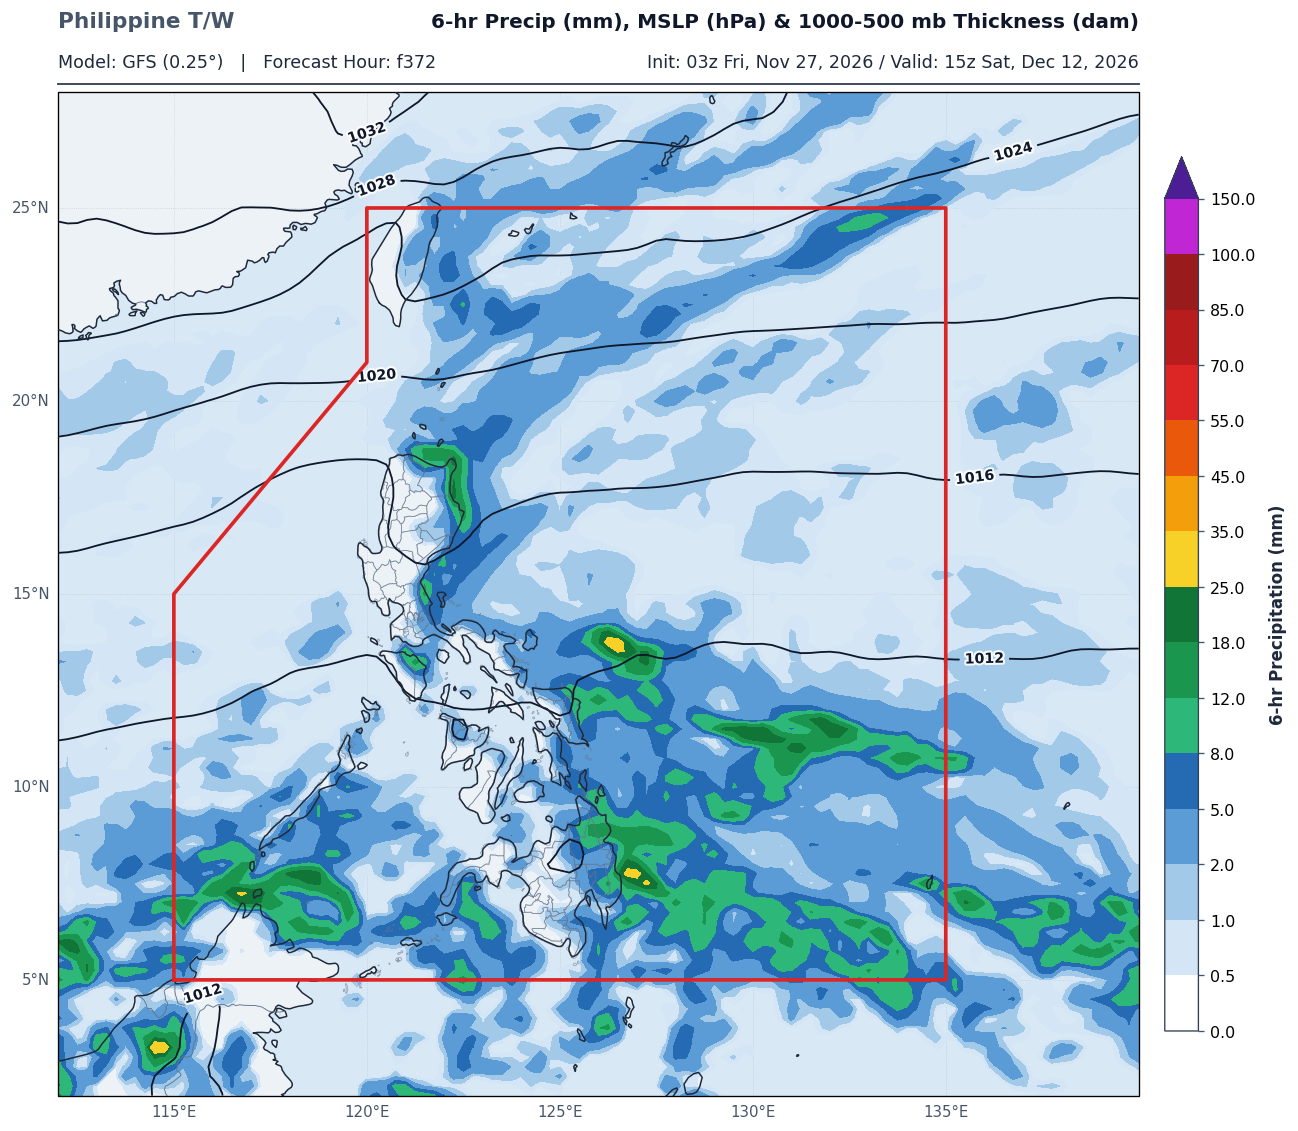 Philippine T/W
6-hr Precip (mm), MSLP (hPa) & 1000-500 mb Thickness (dam)
Model: GFS (0.25°) | Forecast Hour: f372
Init: 03z Fri, Nov 27, 2026 / Valid: 15z Sat, Dec 12, 2026
1032
1028
1024
1020
1016
1012
1012
25°N
20°N
15°N
10°N
5°N
115°E
120°E
125°E
130°E
135°E
150.0
100.0
85.0
70.0
55.0
45.0
35.0
25.0
18.0
12.0
8.0
5.0
2.0
1.0
0.5
0.0
6-hr Precipitation (mm)